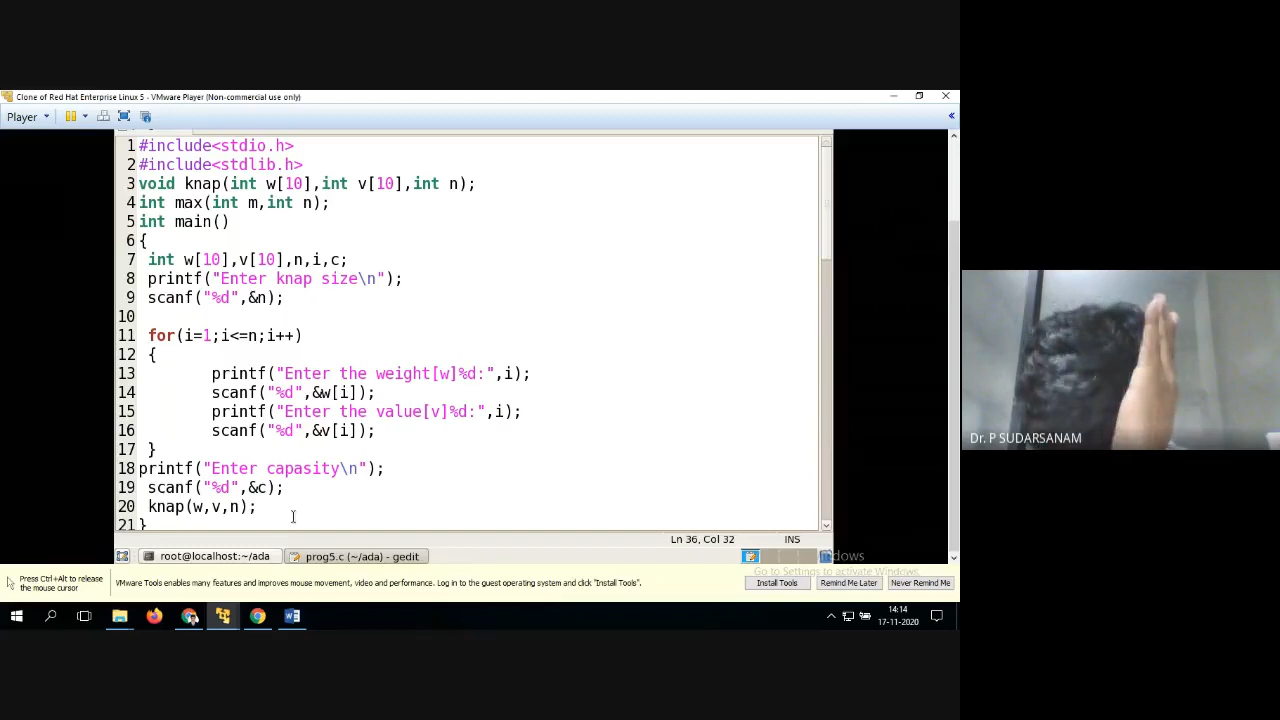 Clone of Red Hat Enterprise Linux 5 - VMware Player (Non-commercial use only)
Player
1 #include<stdio.h>
2 #include<stdlib.h>
3 void knap(int w[10],int v[10],int n);
4 int max(int m,int n);
5 int main()
6 {
7 int w[10],v[10],n,i,c;
8 printf("Enter knap size\n");
9 scanf("%d",&n);
10
11 for(i=1;i<=n;i++)
12 {
13 printf("Enter the weight[w]%d:",i);
14 scanf("%d",&w[i]);
15 printf("Enter the value[v]%d:",i);
16 scanf("%d",&v[i]);
17 }
18 printf("Enter capasity\n");
19 scanf("%d",&c);
20 knap(w,v,n);
21 }
Ln 36, Col 32 INS
root@localhost:~/ada prog5.c (~/ada) - gedit
Go to Settings to activate Windows.
Press Ctrl+Alt to release
the mouse cursor
VMware Tools enables many features and improves mouse movement, video and performance. Log in to the guest operating system and click "Install Tools".
Install Tools Remind Me Later Never Remind Me
14:14
17-11-2020
Dr. P SUDARSANAM